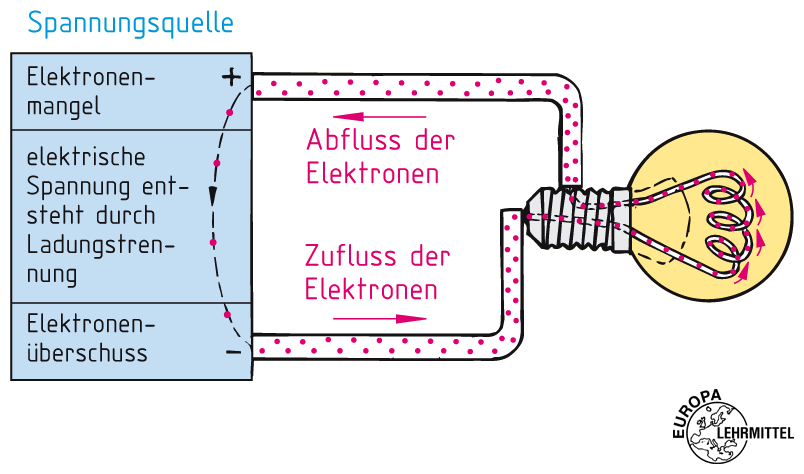 Spannungsquelle
Elektronen-
mangel
+
elektrische
Spannung ent-
steht durch
Ladungstren-
nung
Elektronen-
überschuss
-
Abfluss der
Elektronen
Zufluss der
Elektronen
EUROPA
LEHRMITTEL